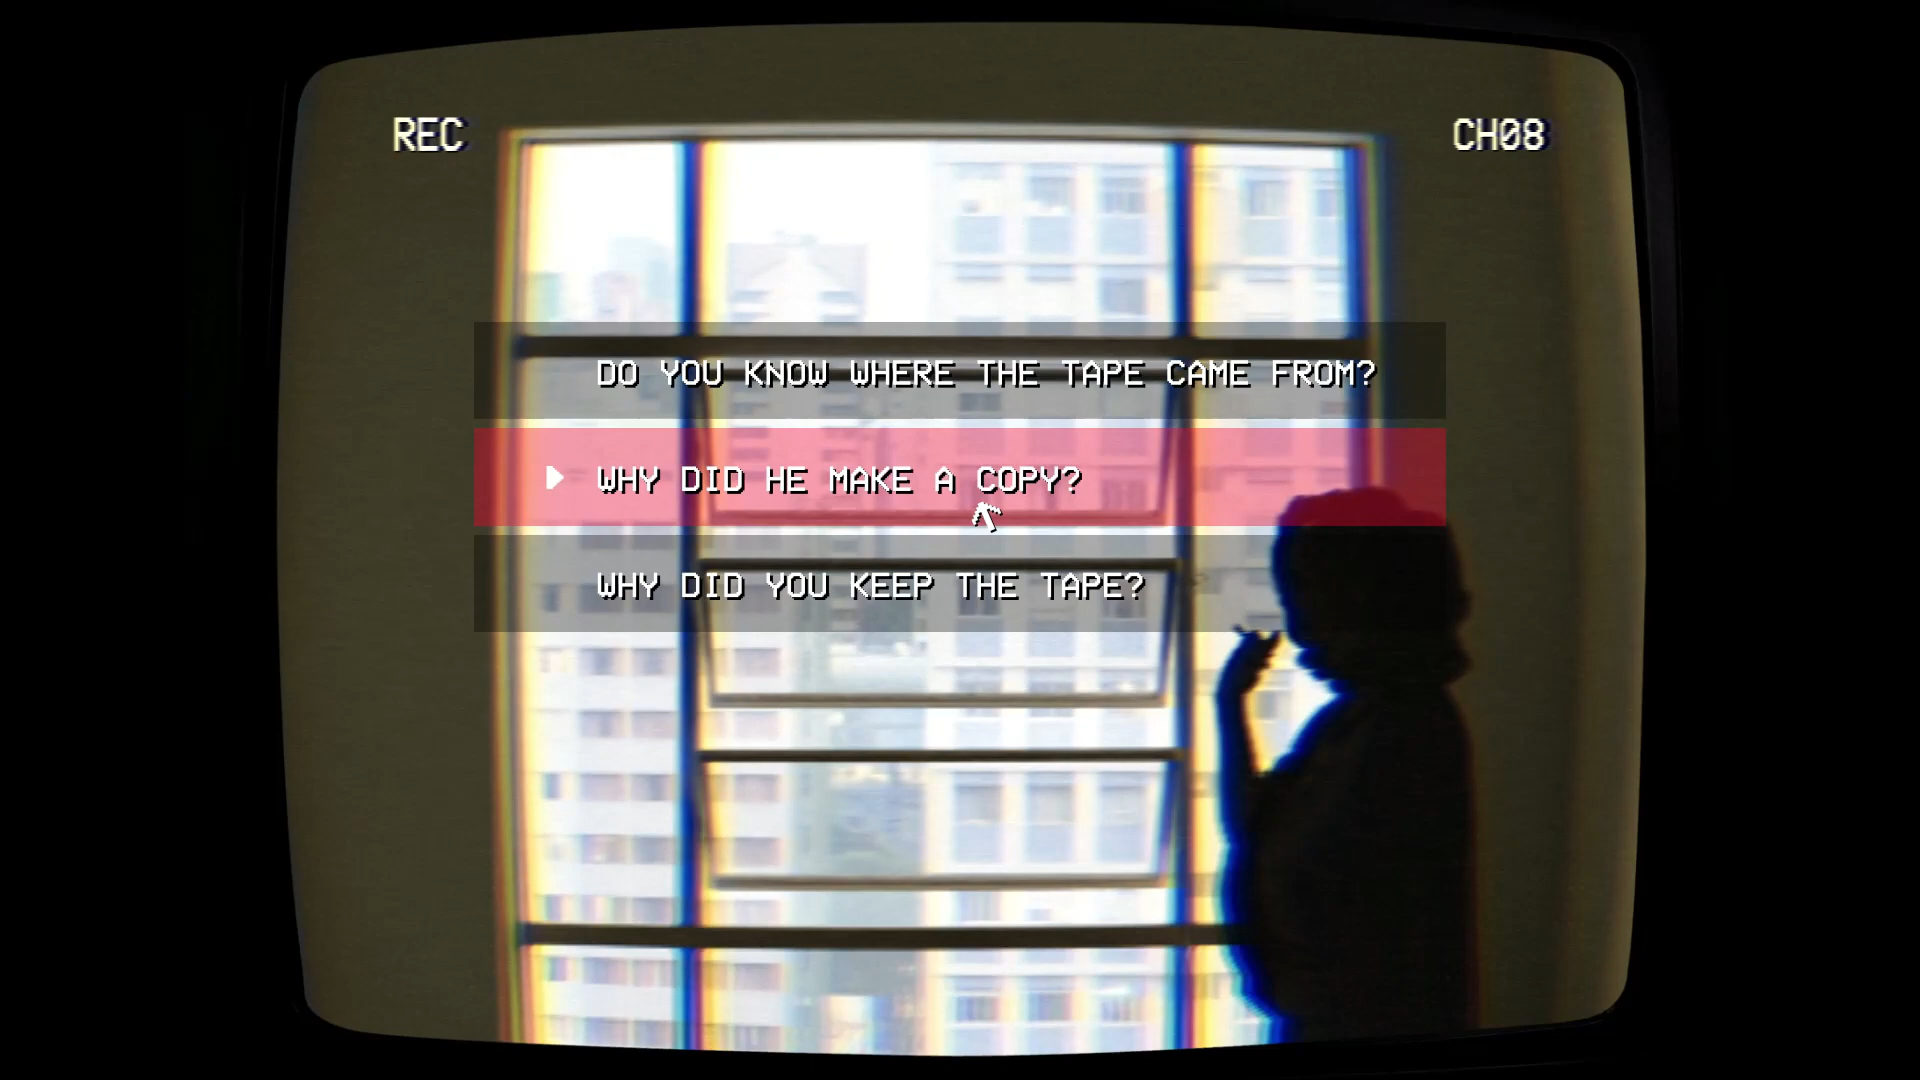 REC
CH08
DO YOU KNOW WHERE THE TAPE CAME FROM?
WHY DID HE MAKE A COPY?
WHY DID YOU KEEP THE TAPE?